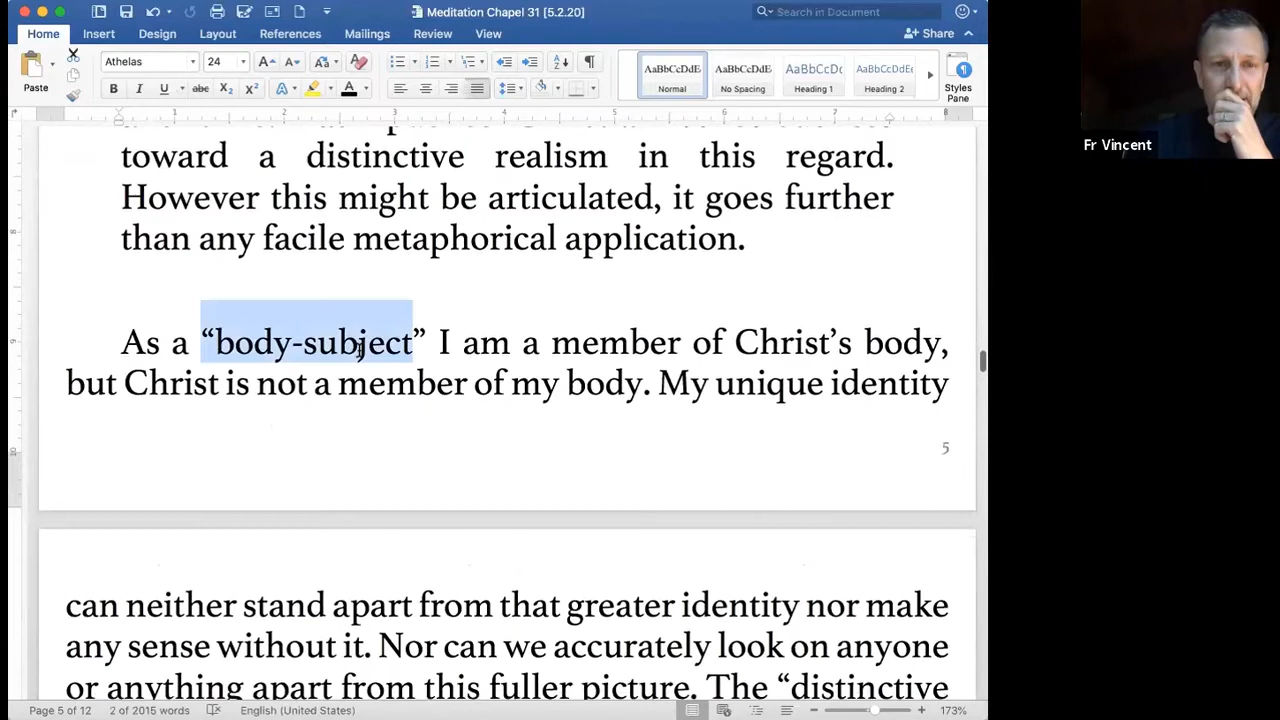 Meditation Chapel 31 [5.2.20]
Search in Document
Home Insert Design Layout References Mailings Review View Share
Paste Athelas 24 AaBbCcDdE AaBbCcDdE AaBbCcDc AaBbCcDdEe
Normal No Spacing Heading 1 Heading 2 Styles Pane
Fr Vincent
toward a distinctive realism in this regard.
However this might be articulated, it goes further
than any facile metaphorical application.
As a “body-subject” I am a member of Christ’s body,
but Christ is not a member of my body. My unique identity
5
can neither stand apart from that greater identity nor make
any sense without it. Nor can we accurately look on anyone
or anything apart from this fuller picture. The “distinctive
Page 5 of 12 2 of 2015 words English (United States) 173%